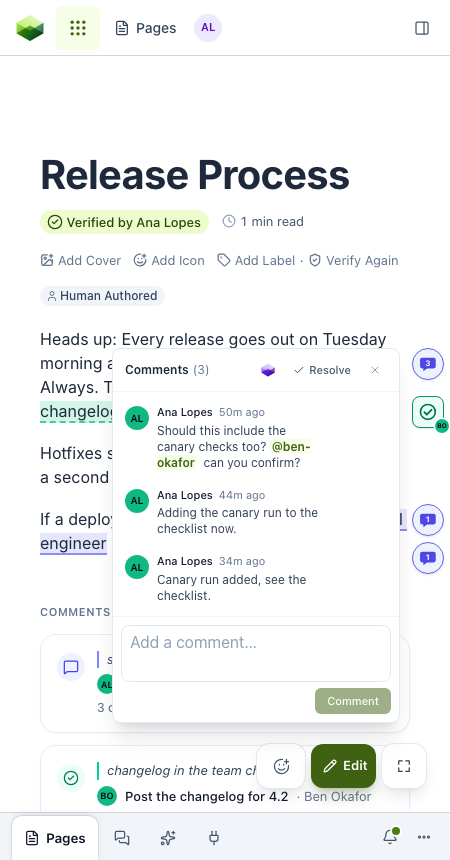 Pages
AL
Release Process
Verified by Ana Lopes
1 min read
Add Cover
Add Icon
Add Label
·
Verify Again
Human Authored
Heads up: Every release goes out on Tuesday
morning
Always.
changelog
Hotfixes
a second
If a deploy
engineer
3
BO
1
1
Comments (3)
Resolve
AL
Ana Lopes 50m ago
Should this include the
canary checks too? @ben-
okafor can you confirm?
AL
Ana Lopes 44m ago
Adding the canary run to the
checklist now.
AL
Ana Lopes 34m ago
Canary run added, see the
checklist.
Add a comment...
Comment
COMMENTS
AL
3
changelog in the team
BO
Post the changelog for 4.2 · Ben Okafor
Edit
Pages